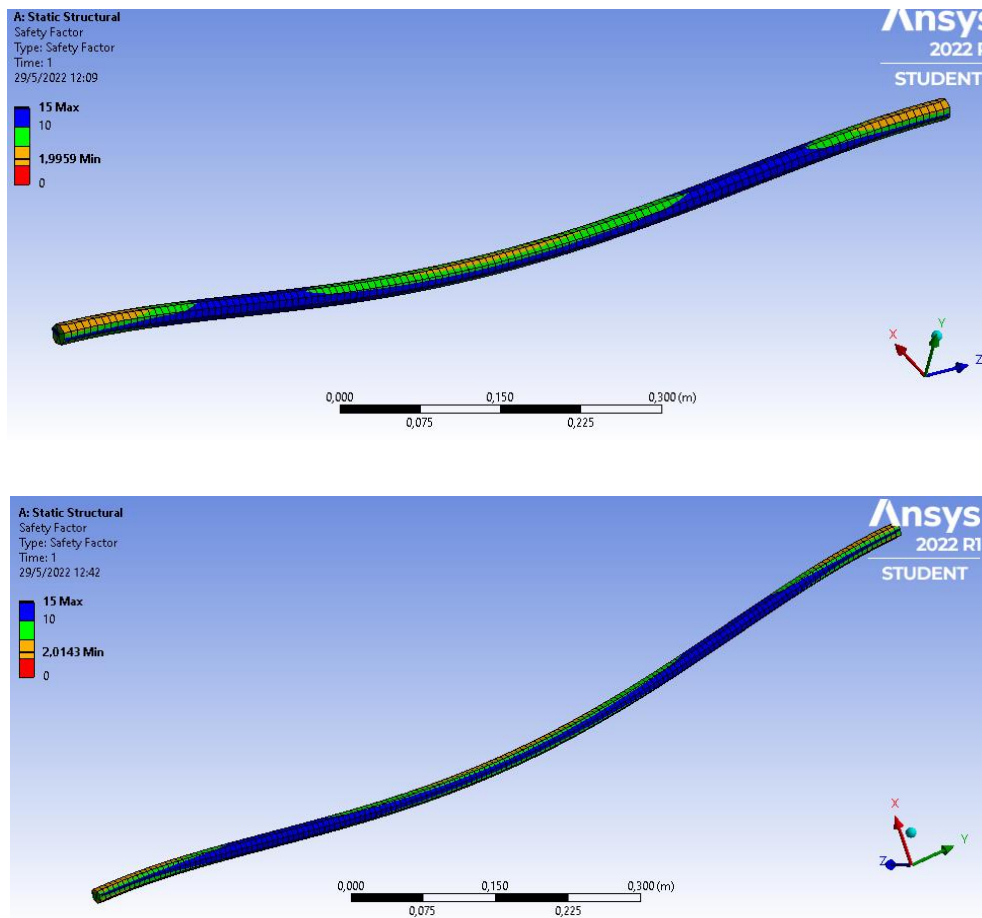 A: Static Structural
Safety Factor
Type: Safety Factor
Time: 1
29/5/2022 12:09
15 Max
10
1,9959 Min
0
Ansys
2022 R
STUDENT
X
Y
Z
0,000 0,150 0,300 (m)
0,075 0,225
A: Static Structural
Safety Factor
Type: Safety Factor
Time: 1
29/5/2022 12:42
15 Max
10
2,0143 Min
0
Ansys
2022 R1
STUDENT
X
Y
Z
0,000 0,150 0,300 (m)
0,075 0,225